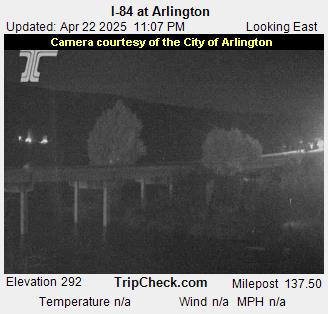 I-84 at Arlington
Updated: Apr 22 2025 11:07 PM Looking East
Camera courtesy of the City of Arlington
Elevation 292 TripCheck.com Milepost 137.50
Temperature n/a Wind n/a MPH n/a